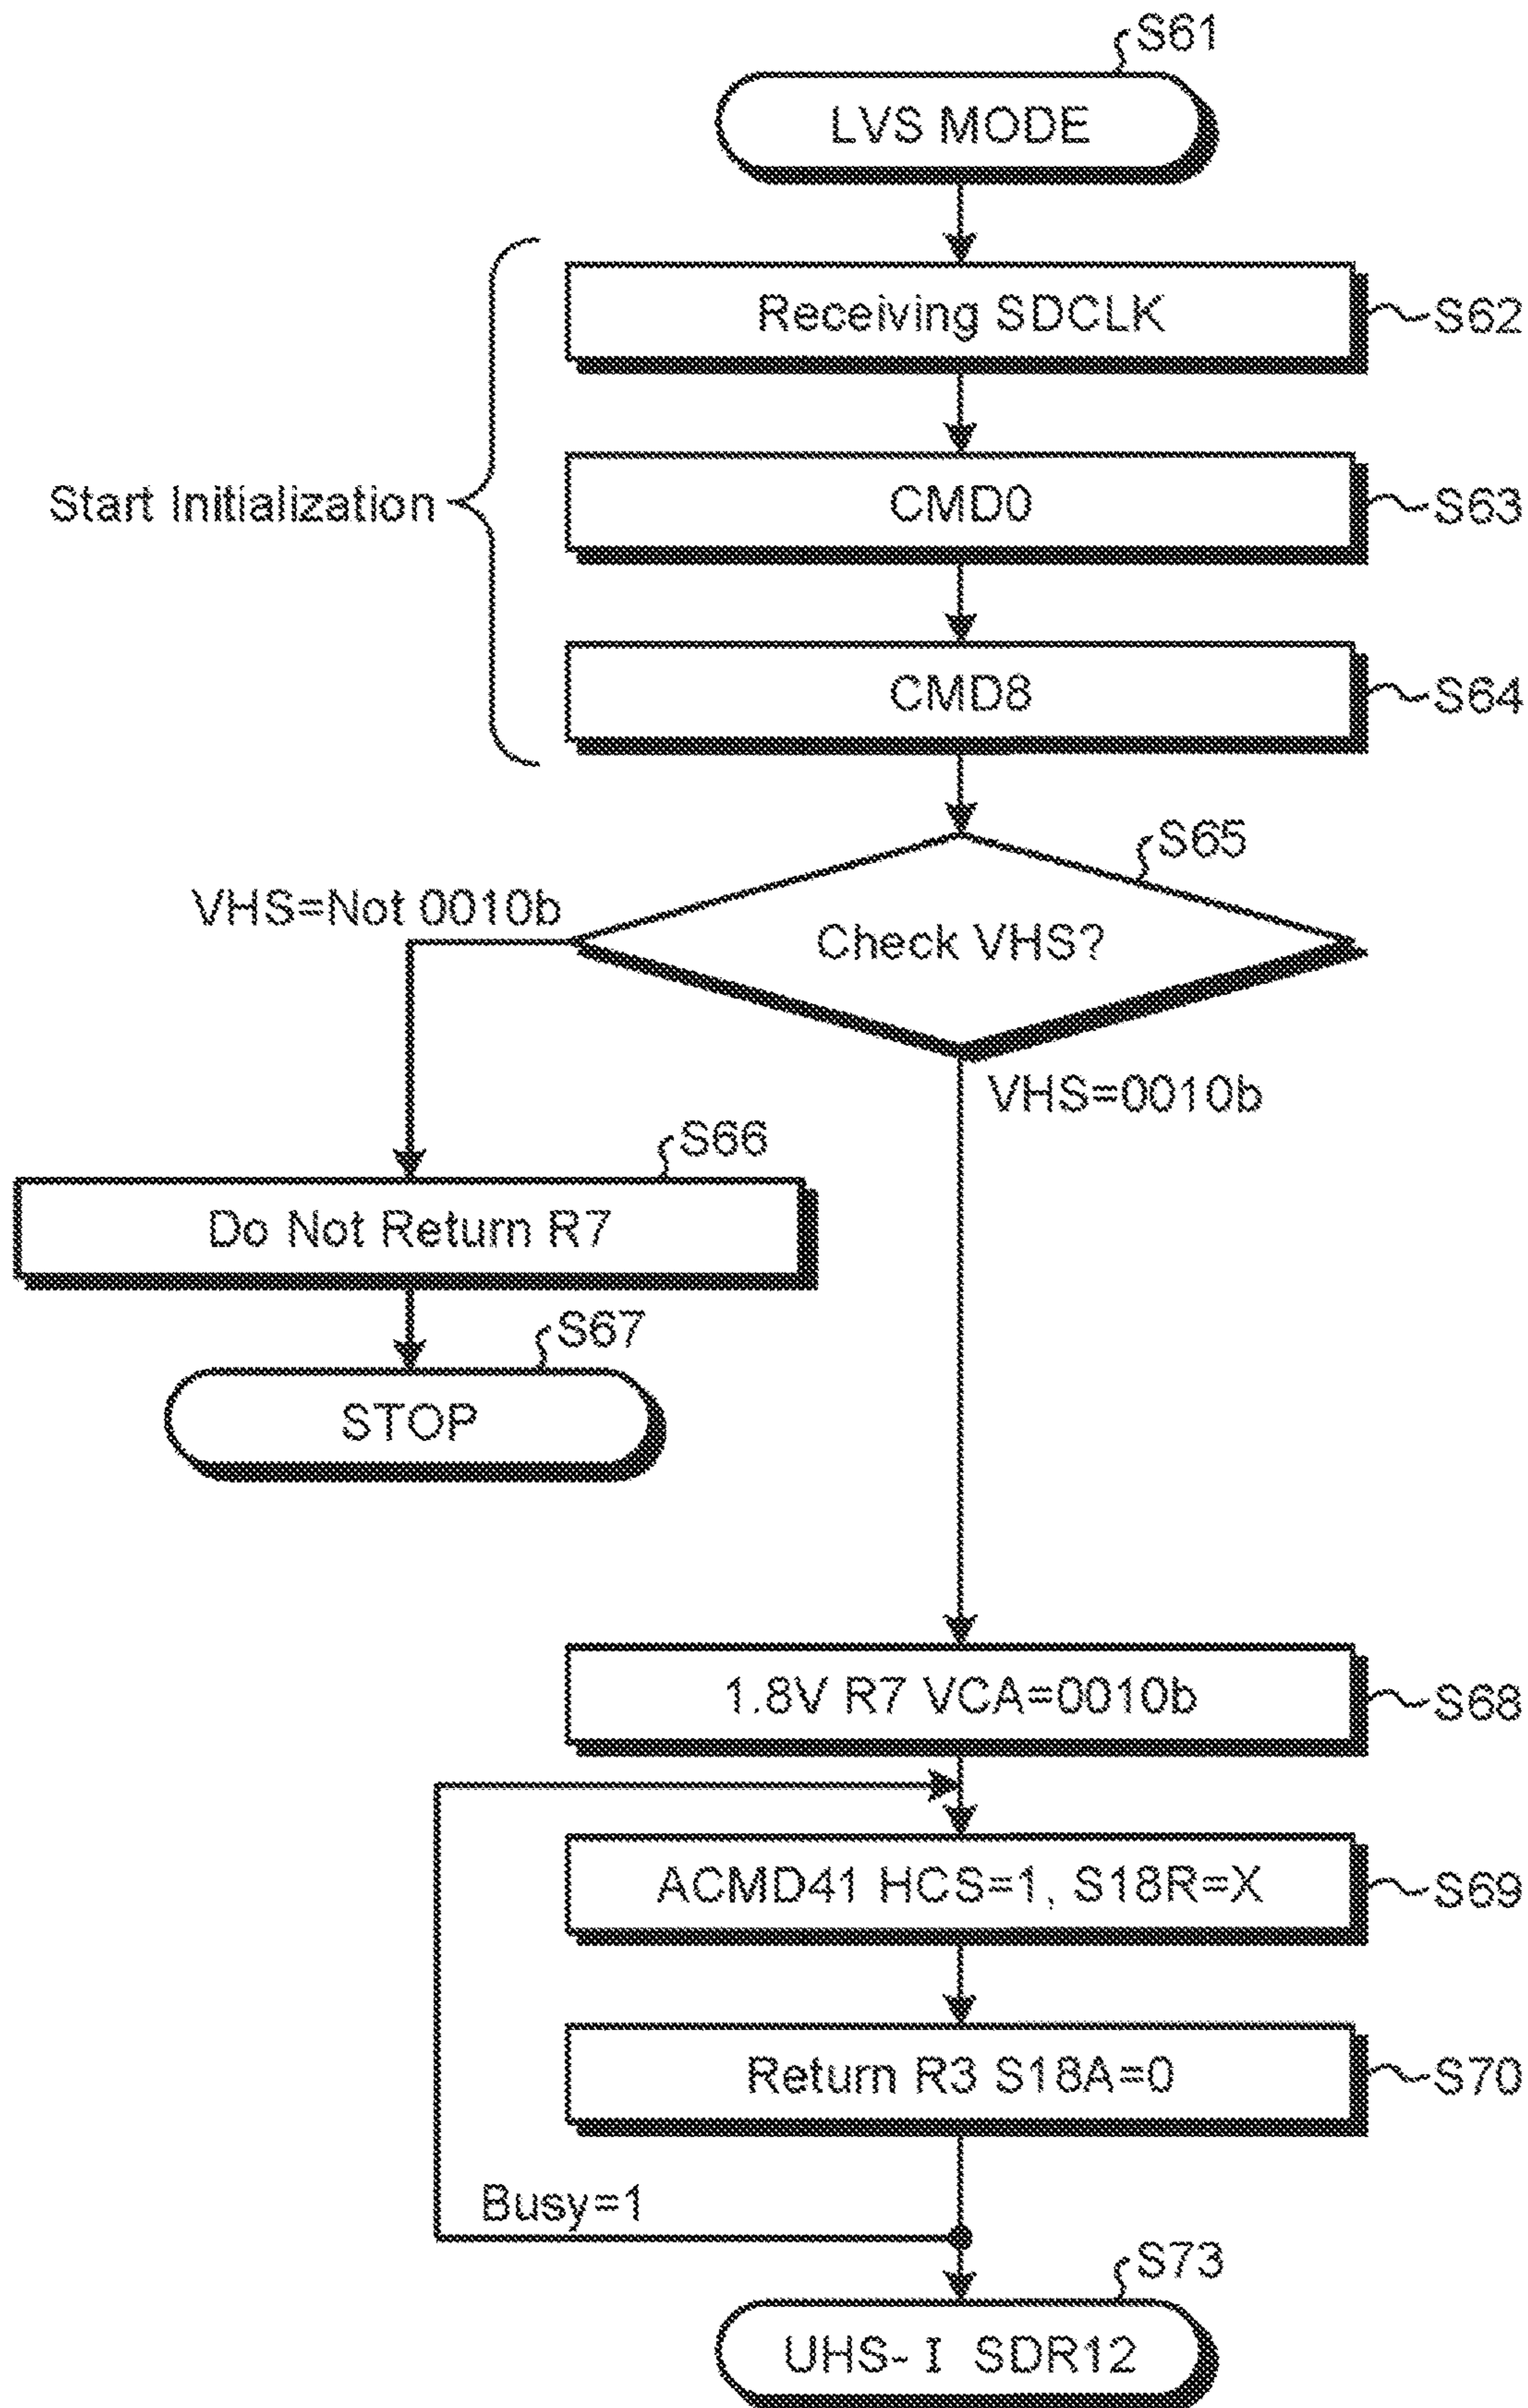 S61
LVS MODE
Receiving SDCLK
S62
Start Initialization
CMD0
S63
CMD8
S64
S65
VHS=Not 0010b
Check VHS?
VHS=0010b
S66
Do Not Return R7
S67
STOP
1.8V R7 VCA=0010b
S68
ACMD41 HCS=1, S18R=X
S69
Return R3 S18A=0
S70
Busy=1
S73
UHS-I SDR12